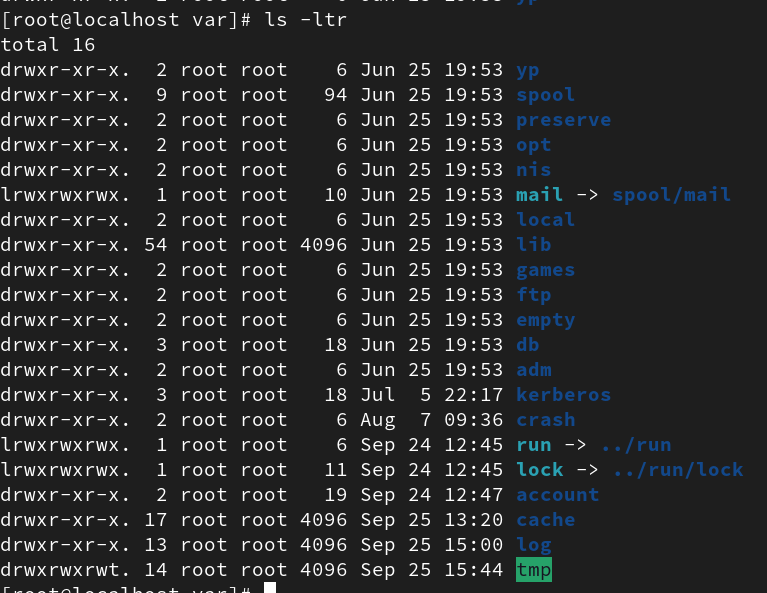 [root@localhost var]# ls -ltr
total 16
drwxr-xr-x.  2 root root    6 Jun 25 19:53 yp
drwxr-xr-x.  9 root root   94 Jun 25 19:53 spool
drwxr-xr-x.  2 root root    6 Jun 25 19:53 preserve
drwxr-xr-x.  2 root root    6 Jun 25 19:53 opt
drwxr-xr-x.  2 root root    6 Jun 25 19:53 nis
lrwxrwxrwx.  1 root root   10 Jun 25 19:53 mail -> spool/mail
drwxr-xr-x.  2 root root    6 Jun 25 19:53 local
drwxr-xr-x. 54 root root 4096 Jun 25 19:53 lib
drwxr-xr-x.  2 root root    6 Jun 25 19:53 games
drwxr-xr-x.  2 root root    6 Jun 25 19:53 ftp
drwxr-xr-x.  2 root root    6 Jun 25 19:53 empty
drwxr-xr-x.  3 root root   18 Jun 25 19:53 db
drwxr-xr-x.  2 root root    6 Jun 25 19:53 adm
drwxr-xr-x.  3 root root   18 Jul  5 22:17 kerberos
drwxr-xr-x.  2 root root    6 Aug  7 09:36 crash
lrwxrwxrwx.  1 root root    6 Sep 24 12:45 run -> ../run
lrwxrwxrwx.  1 root root   11 Sep 24 12:45 lock -> ../run/lock
drwxr-xr-x.  2 root root   19 Sep 24 12:47 account
drwxr-xr-x. 17 root root 4096 Sep 25 13:20 cache
drwxr-xr-x. 13 root root 4096 Sep 25 15:00 log
drwxrwxrwt. 14 root root 4096 Sep 25 15:44 tmp
[root@localhost var]#